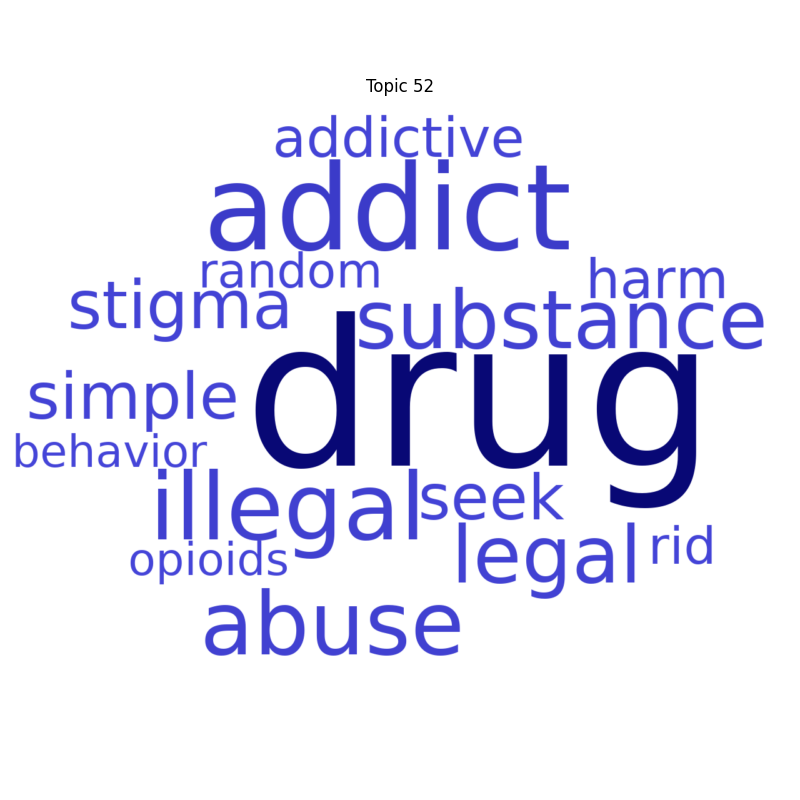 Topic 52
addictive
addict
random
harm
stigma
substance
simple
drug
behavior
illegal
seek
legal
rid
opioids
abuse